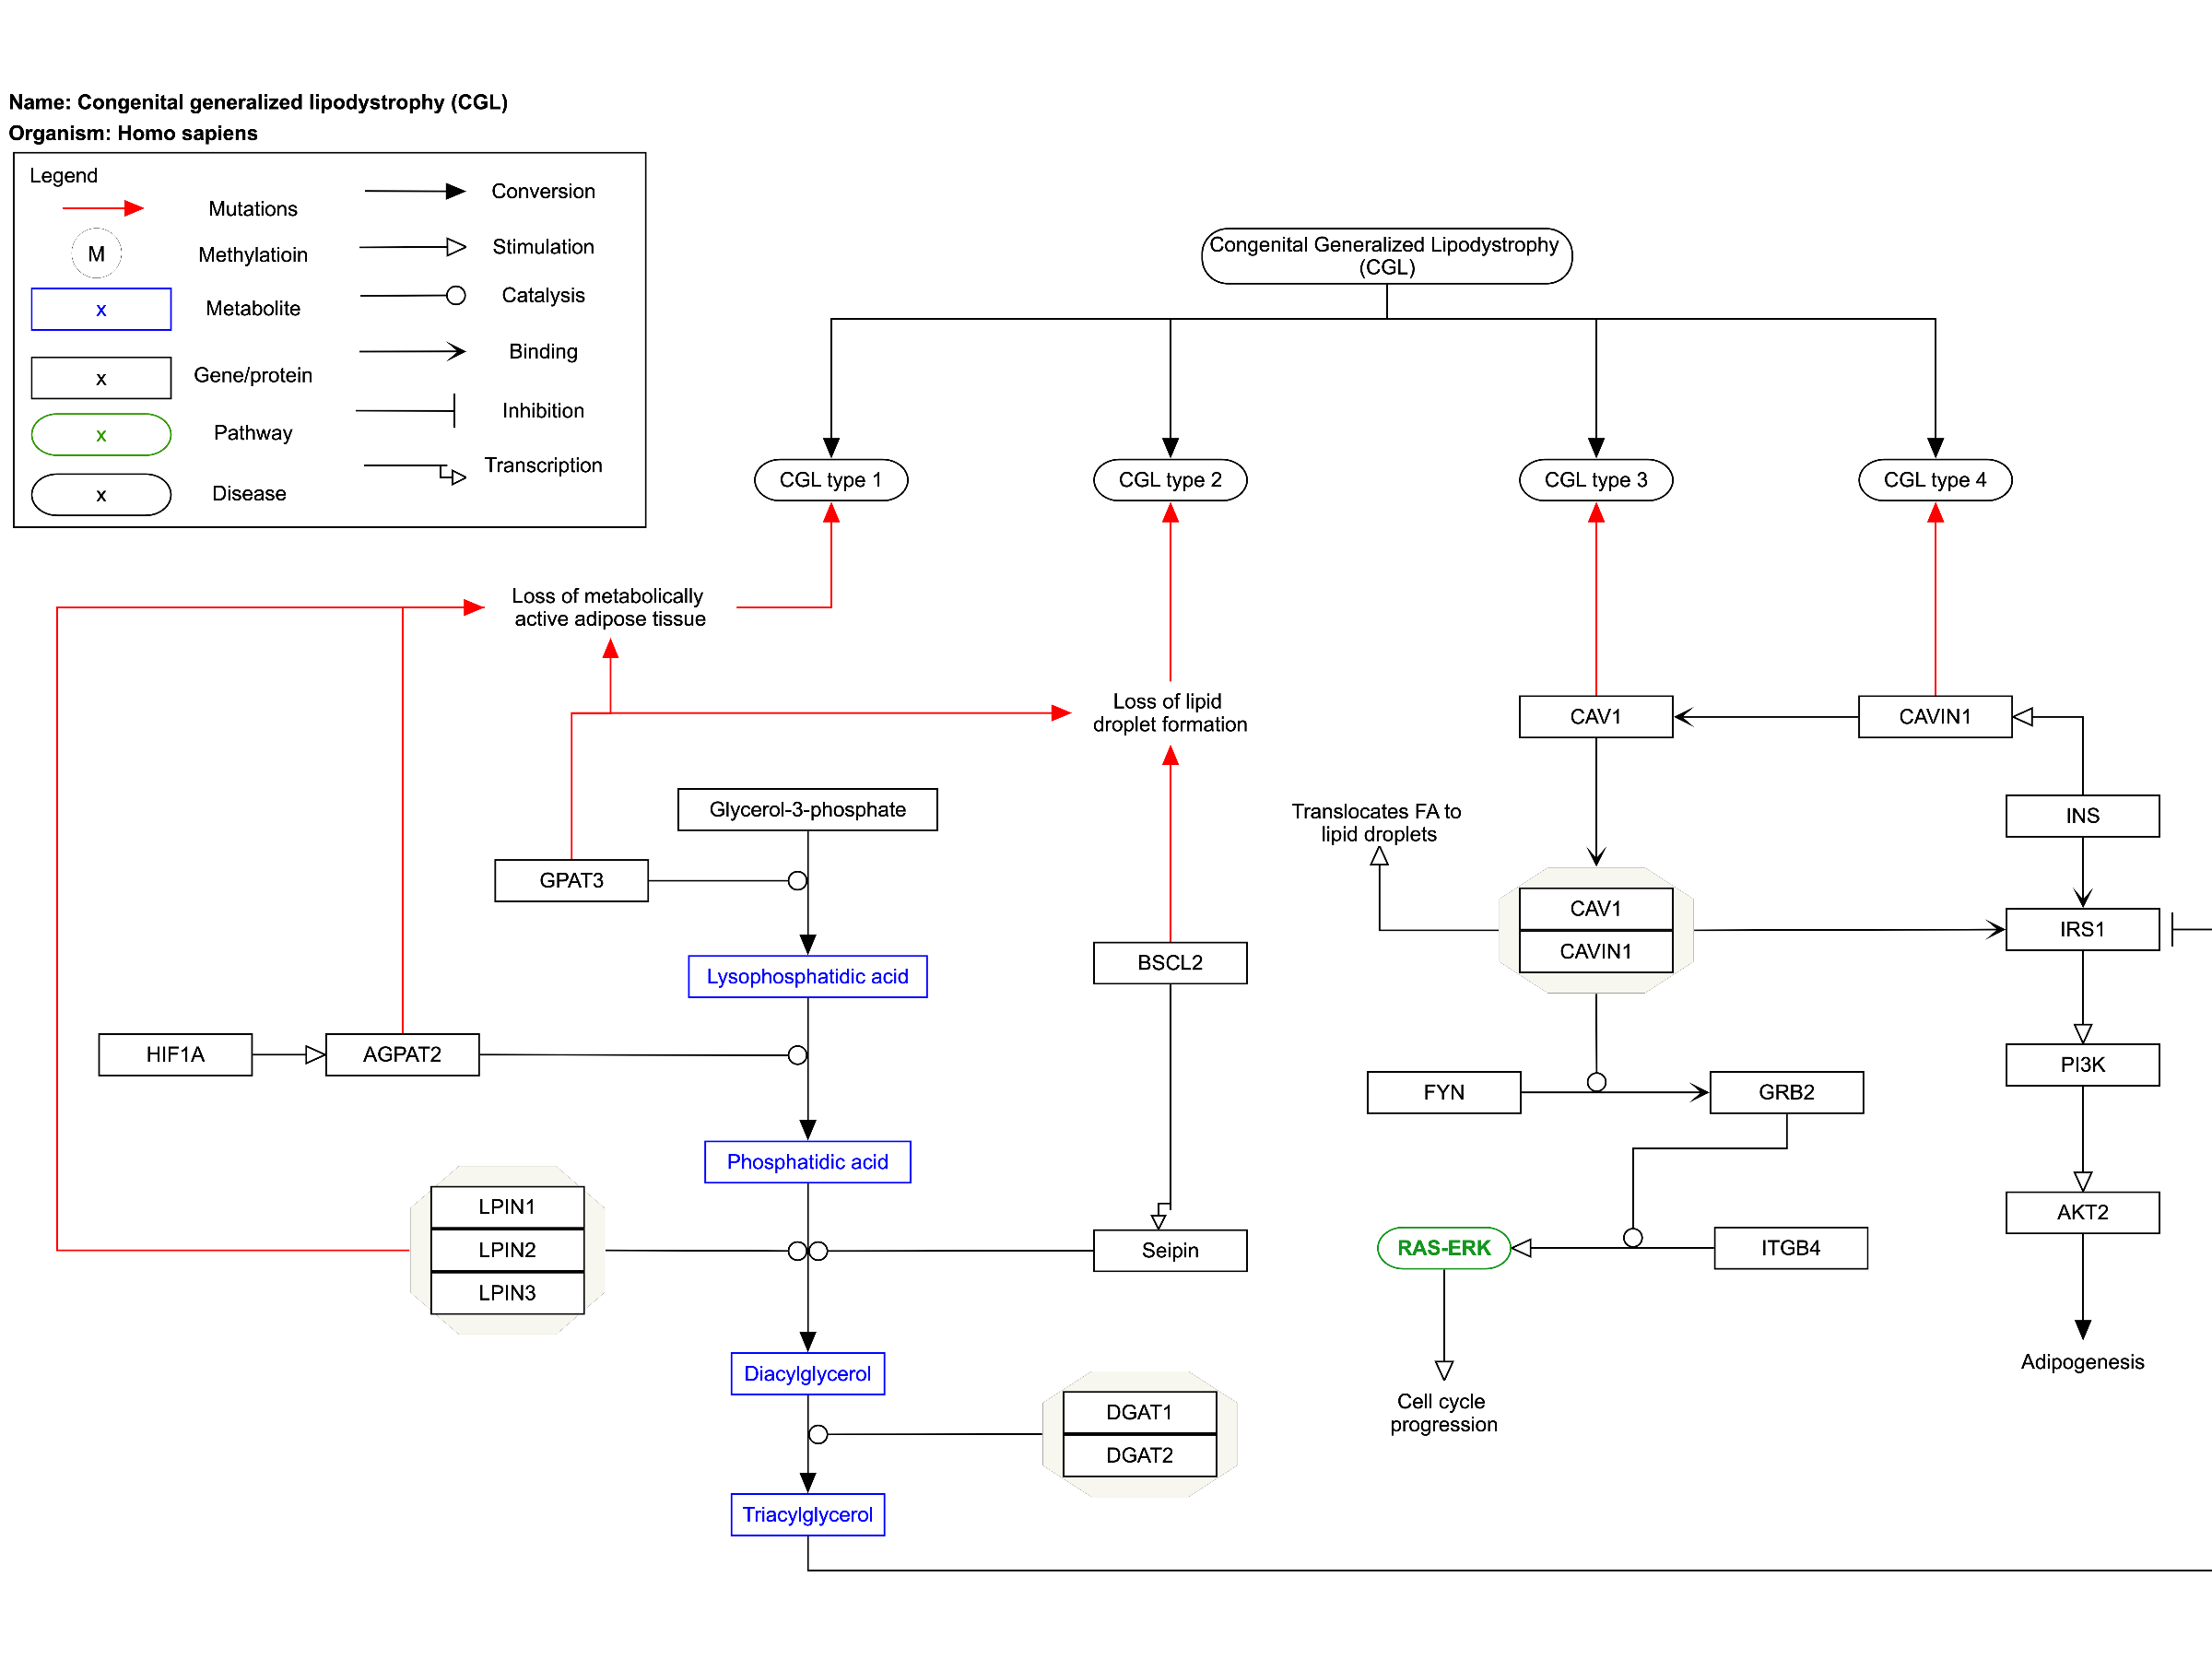 Name: Congenital generalized lipodystrophy (CGL)
Organism: Homo sapiens
Legend
Mutations
M
Methylatioin
x
Metabolite
x
Gene/protein
x
Pathway
x
Disease
Conversion
Stimulation
Catalysis
Binding
Inhibition
Transcription
Congenital Generalized Lipodystrophy
(CGL)
CGL type 1
CGL type 2
CGL type 3
CGL type 4
Loss of metabolically
active adipose tissue
Loss of lipid
droplet formation
CAV1
CAVIN1
Glycerol-3-phosphate
Translocates FA to
lipid droplets
INS
GPAT3
CAV1
CAVIN1
IRS1
Lysophosphatidic acid
BSCL2
HIF1A
AGPAT2
FYN
GRB2
PI3K
Phosphatidic acid
LPIN1
LPIN2
LPIN3
Seipin
RAS-ERK
ITGB4
AKT2
Diacylglycerol
Adipogenesis
DGAT1
DGAT2
Cell cycle
progression
Triacylglycerol